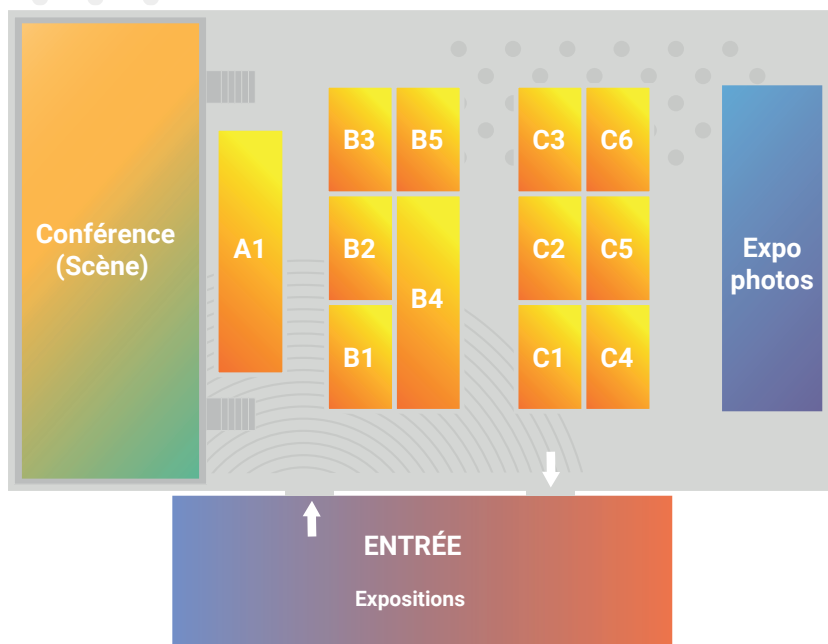 Conférence
(Scène)
A1
B3
B5
B2
B4
B1
C3
C6
C2
C5
C1
C4
Expo
photos
ENTRÉE
Expositions